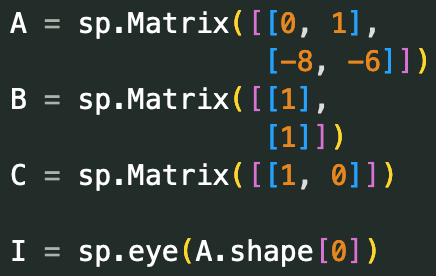 A = sp.Matrix([[0, 1],
[-8, -6]])
B = sp.Matrix([[1],
[1]])
C = sp.Matrix([[1, 0]])
I = sp.eye(A.shape[0])